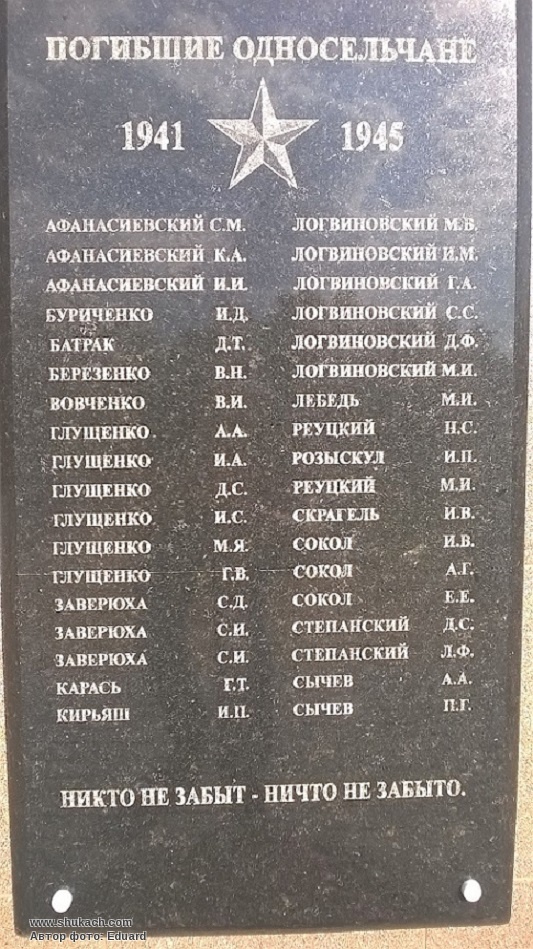 ПОГИБШИЕ ОДНОСЕЛЬЧАНЕ
1941 1945
АФАНАСИЕВСКИЙ С.М.
АФАНАСИЕВСКИЙ К.А.
АФАНАСИЕВСКИЙ И.И.
БУРИЧЕНКО И.Д.
БАТРАК Д.Т.
БЕРЕЗЕНКО В.Н.
ВОВЧЕНКО В.И.
ГЛУЩЕНКО А.А.
ГЛУЩЕНКО И.А.
ГЛУЩЕНКО Д.С.
ГЛУЩЕНКО И.С.
ГЛУЩЕНКО М.Я.
ГЛУЩЕНКО Г.В.
ЗАВЕРЮХА С.Д.
ЗАВЕРЮХА С.И.
ЗАВЕРЮХА С.И.
КАРАСЬ Г.Т.
КИРЬЯШ И.П.
ЛОГВИНОВСКИЙ М.Б.
ЛОГВИНОВСКИЙ И.М.
ЛОГВИНОВСКИЙ Г.А.
ЛОГВИНОВСКИЙ С.С.
ЛОГВИНОВСКИЙ Д.Ф.
ЛОГВИНОВСКИЙ М.И.
ЛЕБЕДЬ М.И.
РЕУЦКИЙ Н.С.
РОЗЫСКУЛ И.П.
РЕУЦКИЙ М.И.
СКРАГЕЛЬ И.В.
СОКОЛ И.В.
СОКОЛ А.Г.
СОКОЛ Е.Е.
СТЕПАНСКИЙ Д.С.
СТЕПАНСКИЙ Л.Ф.
СЫЧЕВ А.А.
СЫЧЕВ П.Г.
НИКТО НЕ ЗАБЫТ - НИЧТО НЕ ЗАБЫТО.
www.shukach.com
Автор фото: Eduard